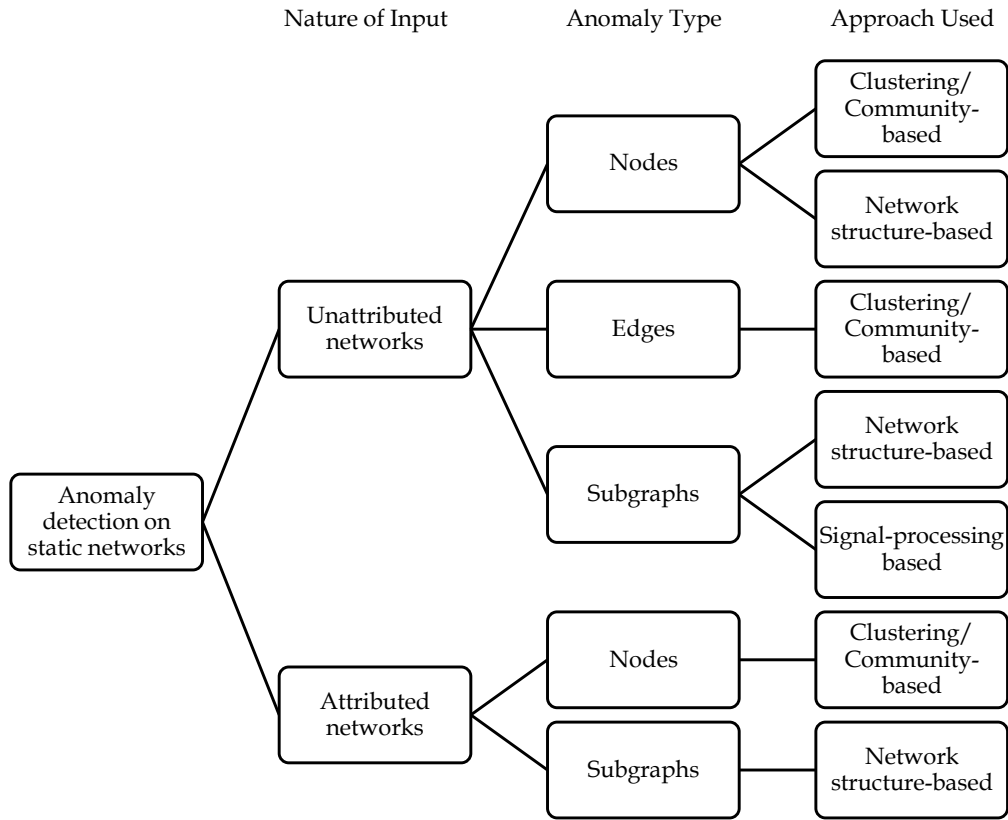 Nature of Input
Anomaly Type
Approach Used
Clustering/
Community-
based
Nodes
Network
structure-based
Unattributed
networks
Edges
Clustering/
Community-
based
Network
structure-based
Subgraphs
Anomaly
detection on
static networks
Signal-processing
based
Nodes
Clustering/
Community-
based
Attributed
networks
Subgraphs
Network
structure-based